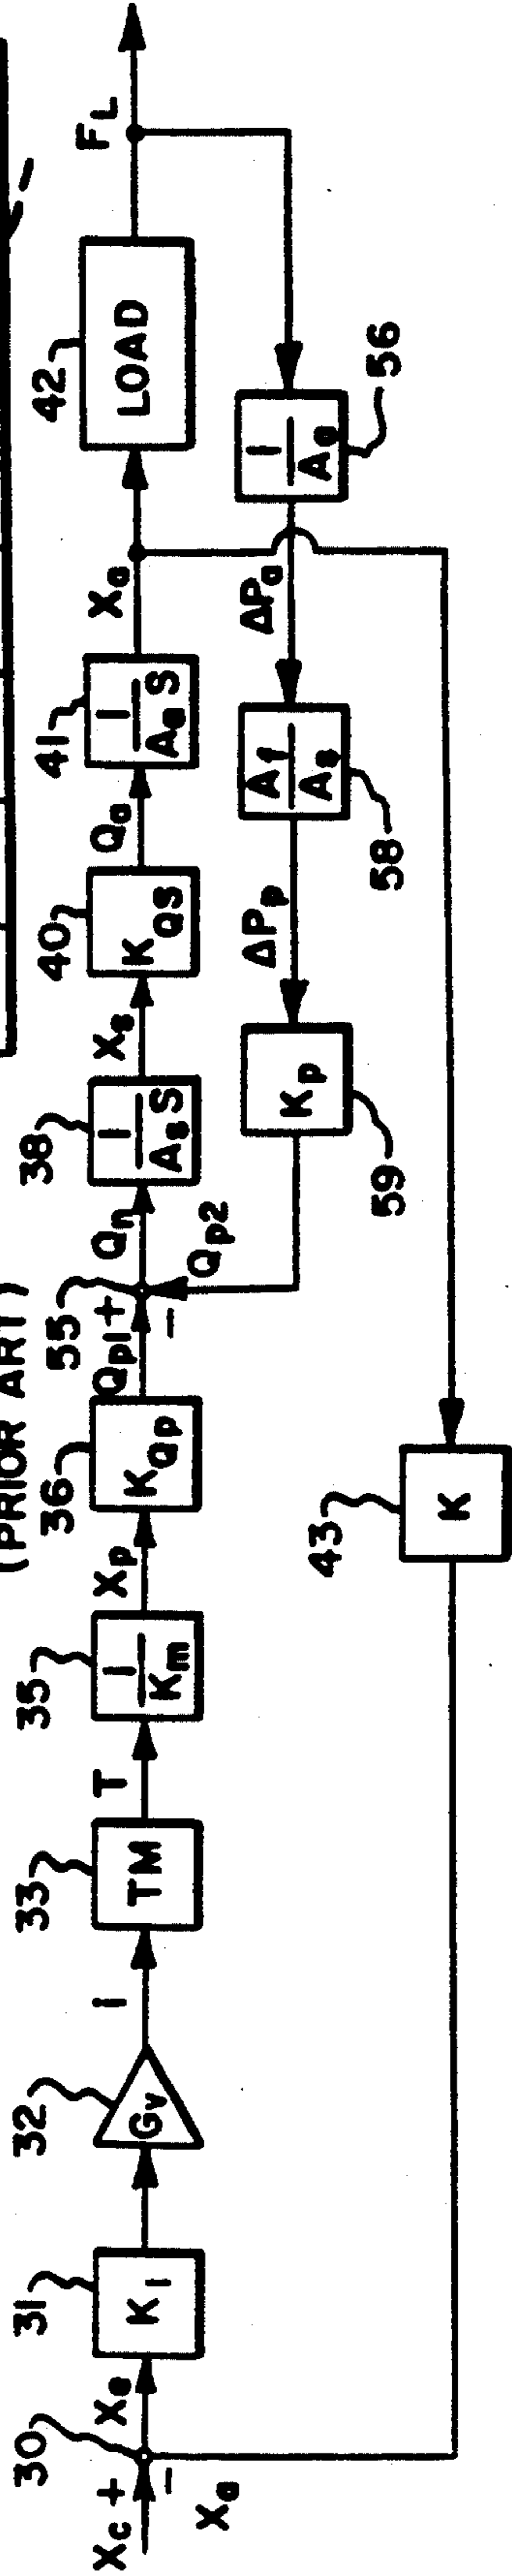 (PRIOR ART)
30
Xc +
−
Xa
Xe
31
K1
32
Gv
i
33
TM
T
35
1
Km
Xp
36
KQp
Qp1 +
55
−
Qn
Qp2
38
1
AsS
Xs
40
KQS
Qa
41
1
AaS
Xa
42
LOAD
FL
1
Aa
56
ΔPa
Af
As
58
ΔPp
Kp
59
43
K